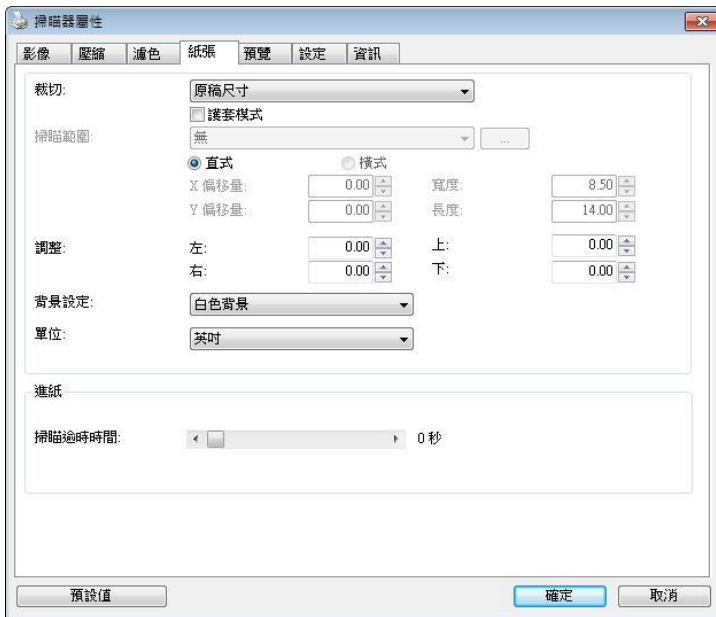 掃瞄器屬性
影像 壓縮 濾色 紙張 預覽 設定 資訊
裁切: 原稿尺寸
護套模式
掃瞄範圍: 無 ...
直式 橫式
X 偏移量: 0.00 寬度: 8.50
Y 偏移量: 0.00 長度: 14.00
調整: 左: 0.00 上: 0.00
右: 0.00 下: 0.00
背景設定: 白色背景
單位: 英吋
進紙
掃瞄逾時時間: 0 秒
預設值 確定 取消